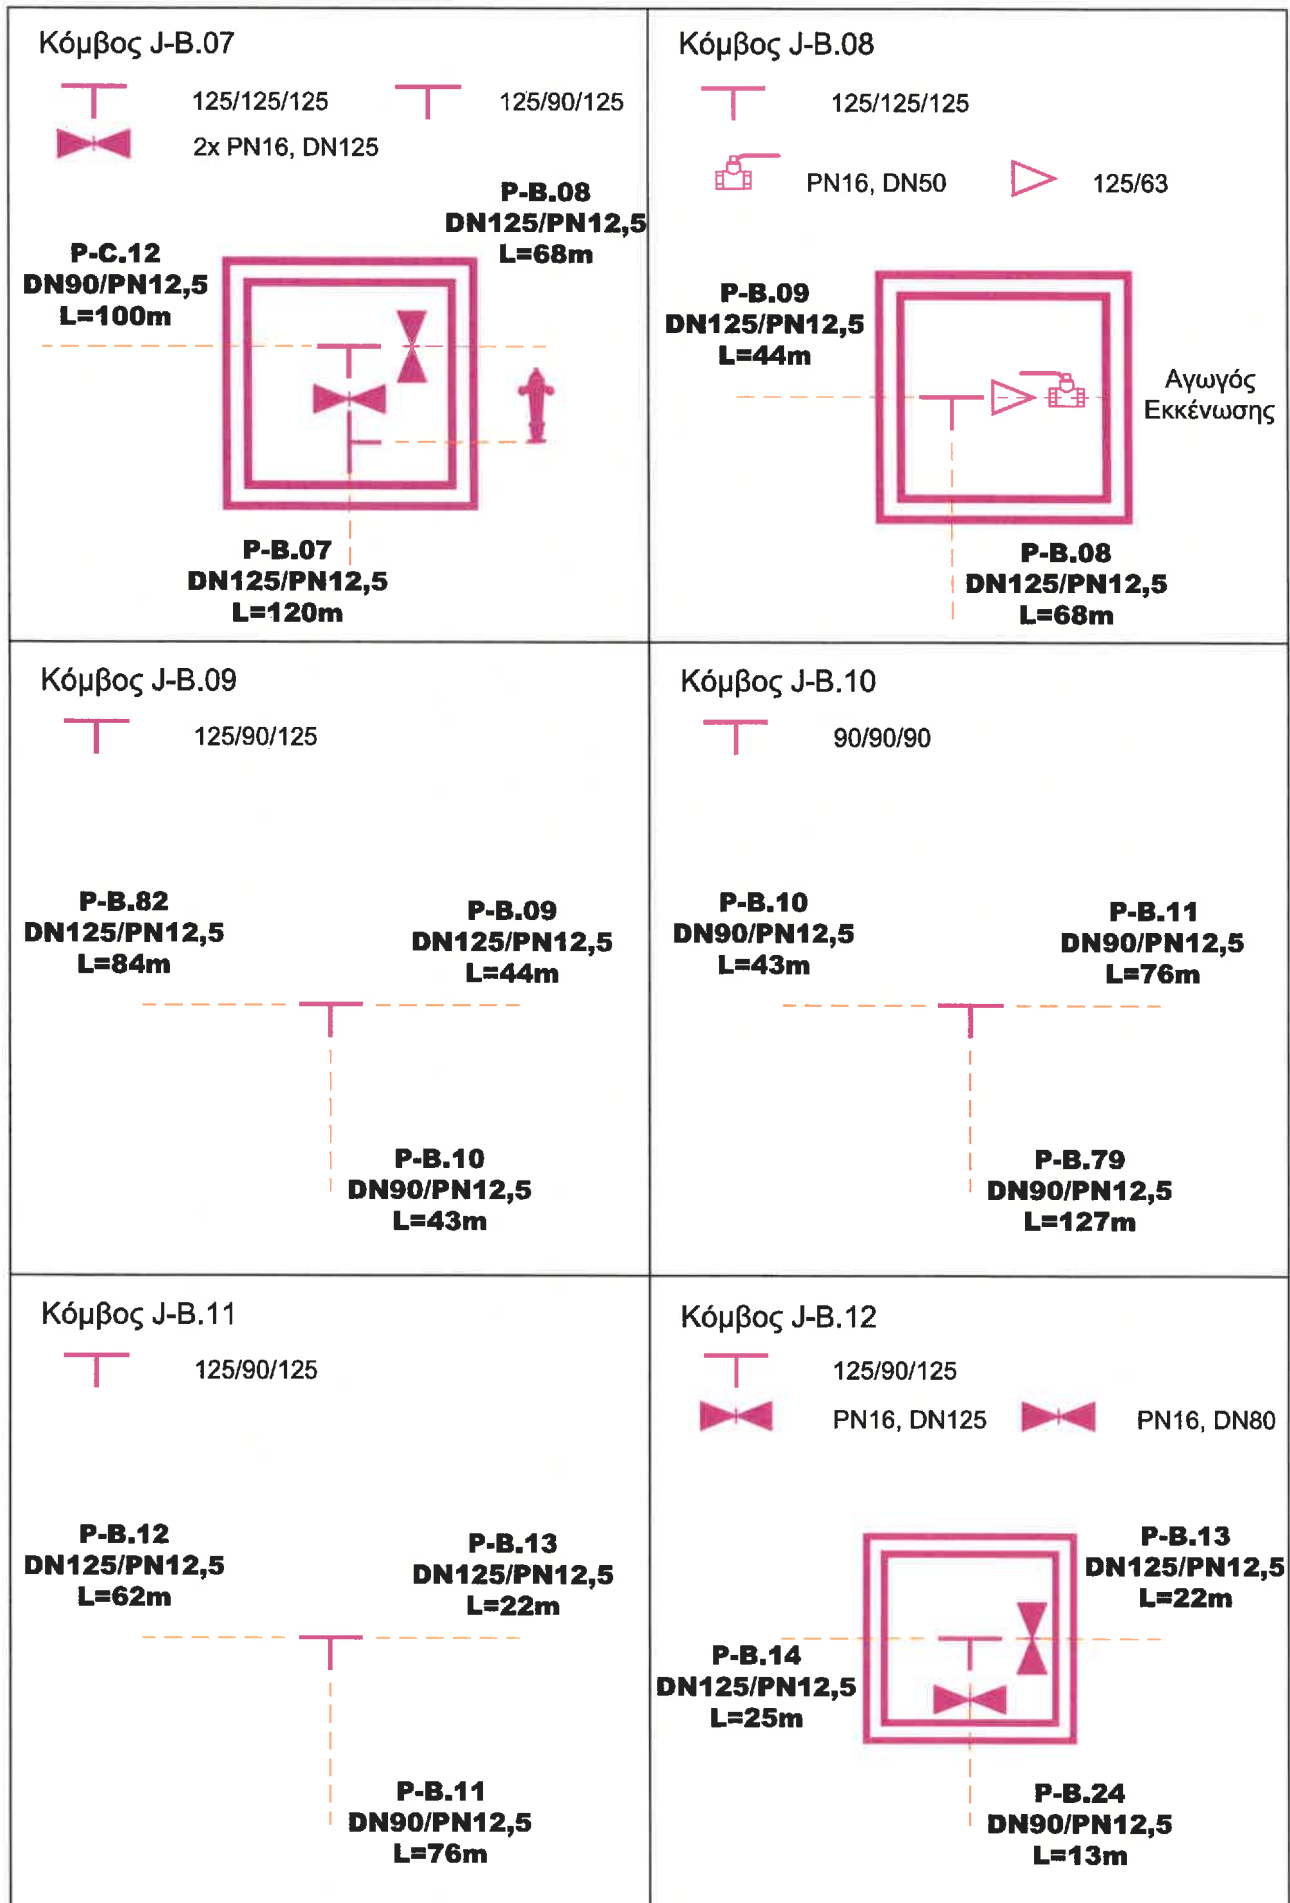 Κόμβος J-B.07
125/125/125
125/90/125
2x PN16, DN125
P-B.08
DN125/PN12,5
L=68m
P-C.12
DN90/PN12,5
L=100m
P-B.07
DN125/PN12,5
L=120m
Κόμβος J-B.08
125/125/125
PN16, DN50
125/63
P-B.09
DN125/PN12,5
L=44m
Αγωγός
Εκκένωσης
P-B.08
DN125/PN12,5
L=68m
Κόμβος J-B.09
125/90/125
P-B.82
DN125/PN12,5
L=84m
P-B.09
DN125/PN12,5
L=44m
P-B.10
DN90/PN12,5
L=43m
Κόμβος J-B.10
90/90/90
P-B.10
DN90/PN12,5
L=43m
P-B.11
DN90/PN12,5
L=76m
P-B.79
DN90/PN12,5
L=127m
Κόμβος J-B.11
125/90/125
P-B.12
DN125/PN12,5
L=62m
P-B.13
DN125/PN12,5
L=22m
P-B.11
DN90/PN12,5
L=76m
Κόμβος J-B.12
125/90/125
PN16, DN125
PN16, DN80
P-B.13
DN125/PN12,5
L=22m
P-B.14
DN125/PN12,5
L=25m
P-B.24
DN90/PN12,5
L=13m